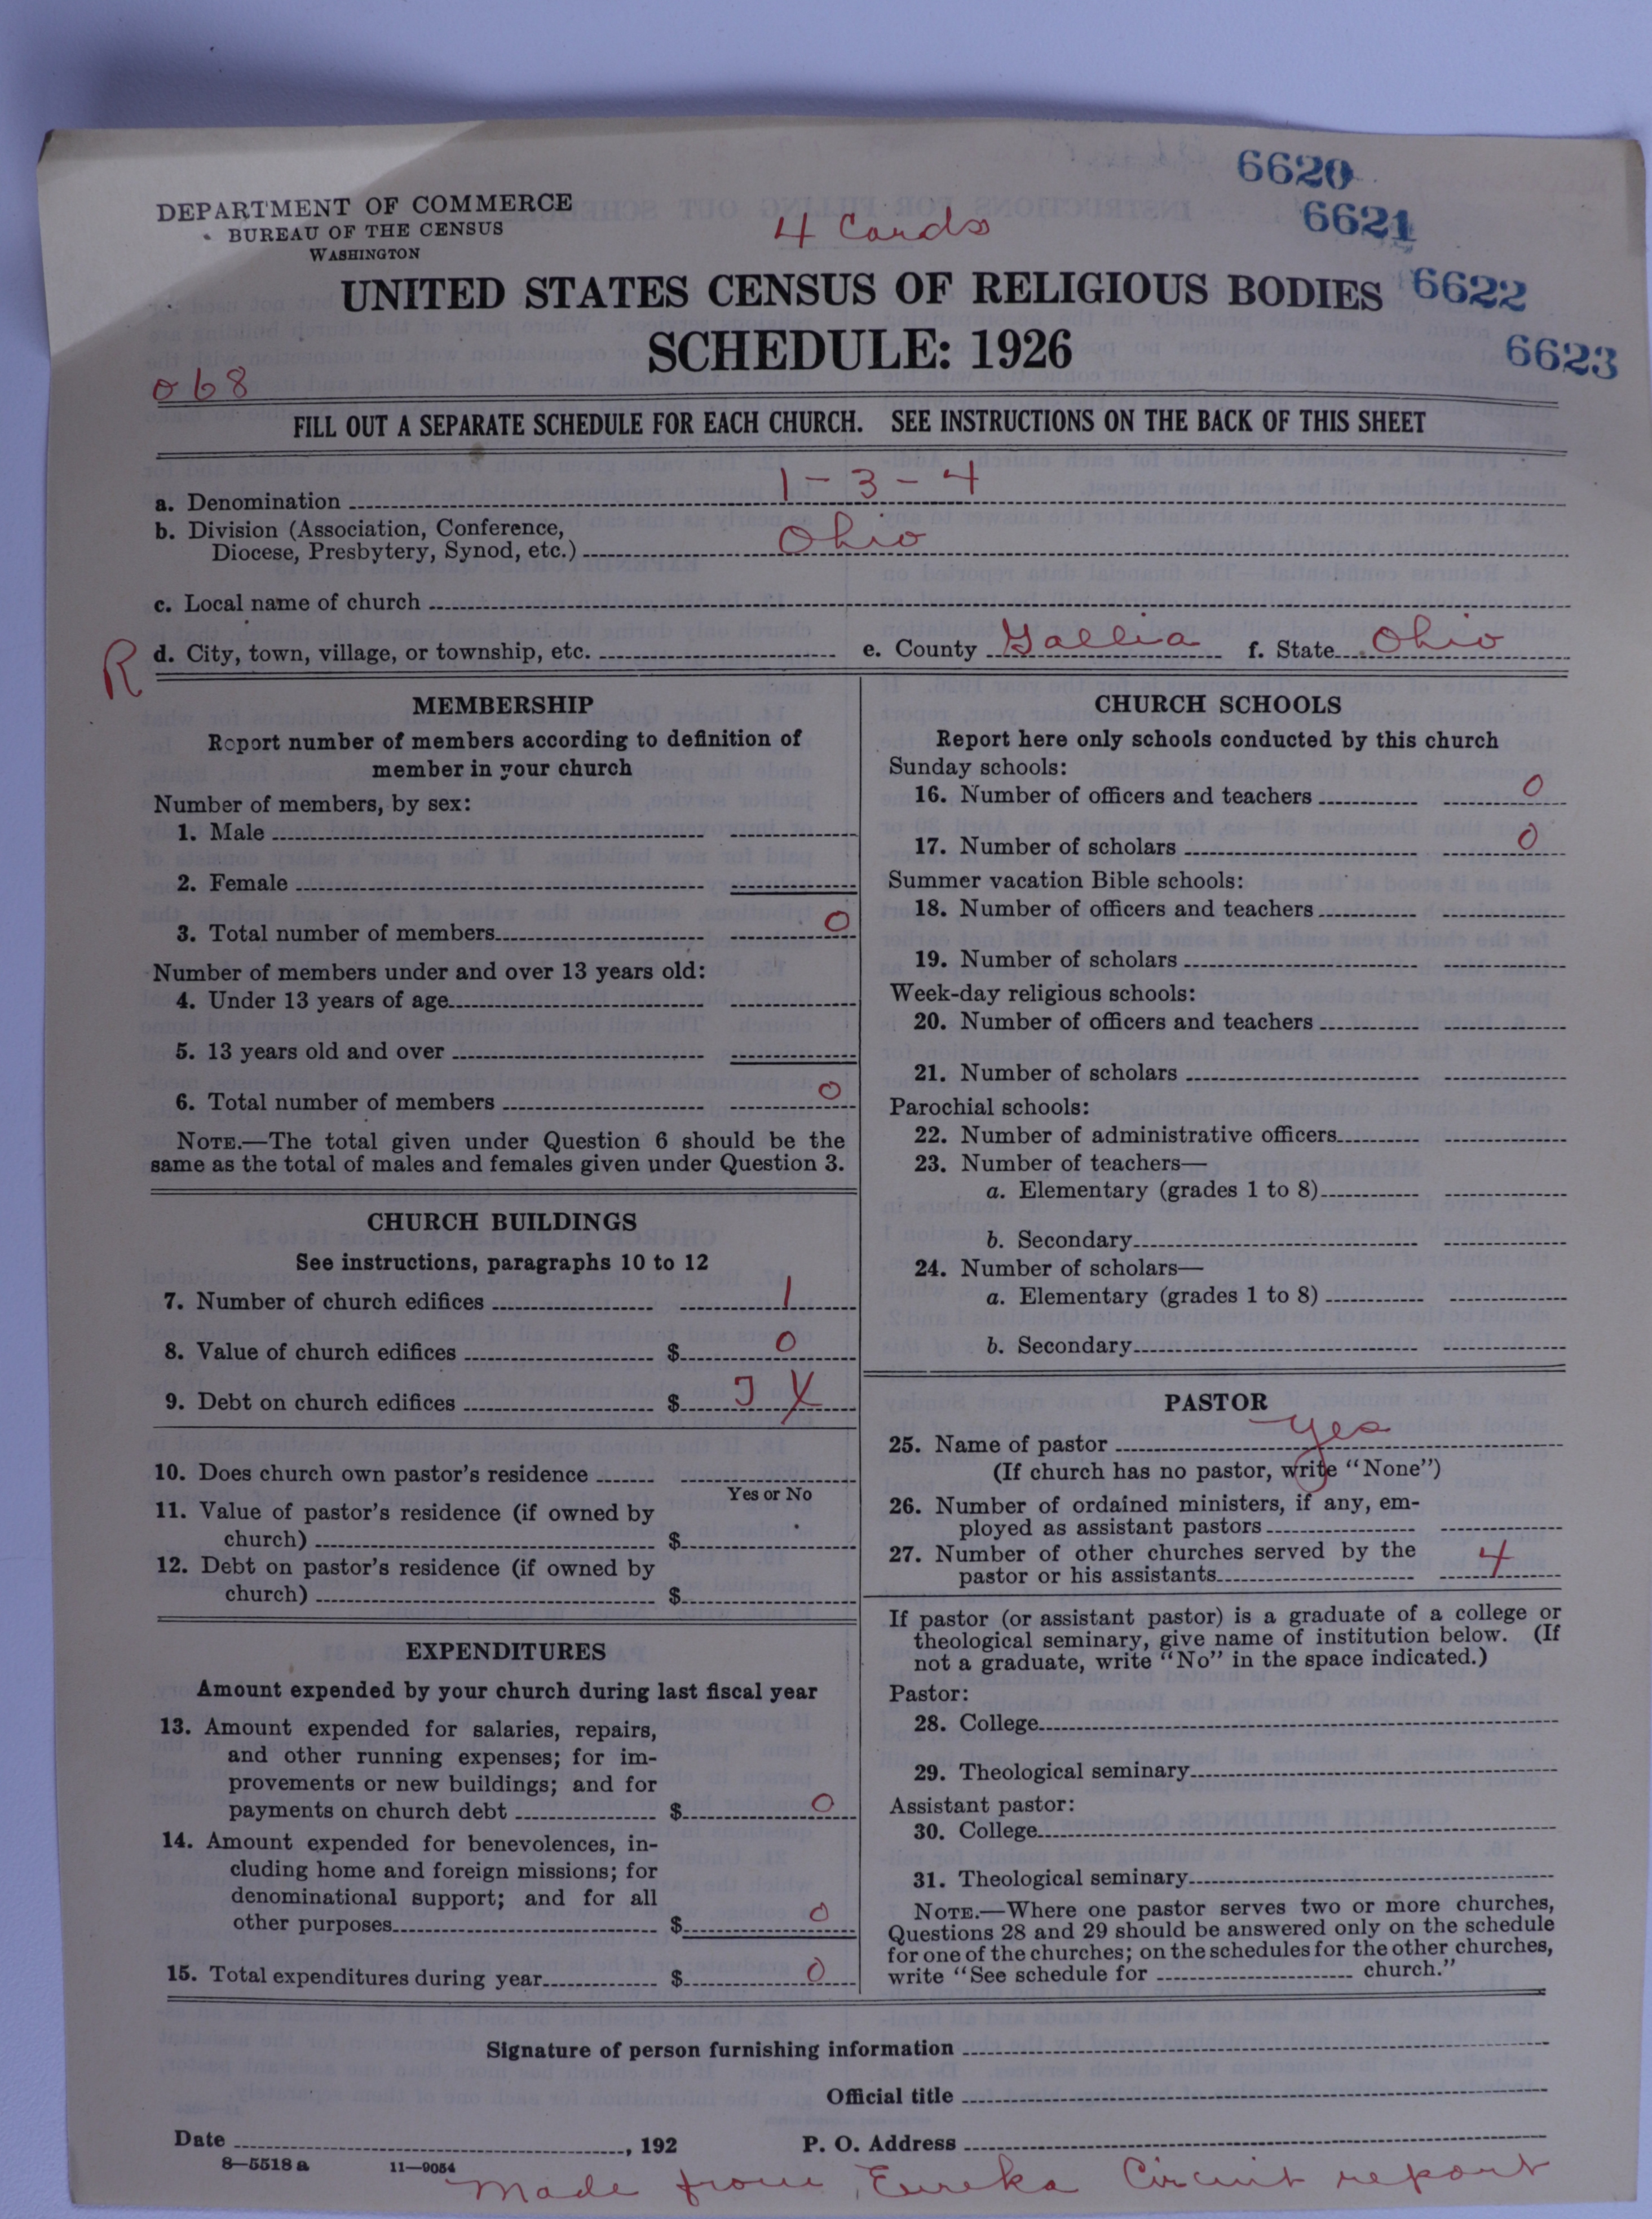 6620
6621
6622
6623
DEPARTMENT OF COMMERCE
BUREAU OF THE CENSUS
WASHINGTON
4 Cards
UNITED STATES CENSUS OF RELIGIOUS BODIES
SCHEDULE: 1926
068
FILL OUT A SEPARATE SCHEDULE FOR EACH CHURCH. SEE INSTRUCTIONS ON THE BACK OF THIS SHEET
a. Denomination 1-3-4
b. Division (Association, Conference,
Diocese, Presbytery, Synod, etc.) Ohio
c. Local name of church
R d. City, town, village, or township, etc. e. County Gallia f. State Ohio
MEMBERSHIP
Report number of members according to definition of
member in your church
Number of members, by sex:
1. Male
2. Female
3. Total number of members 0
Number of members under and over 13 years old:
4. Under 13 years of age
5. 13 years old and over
6. Total number of members 0
NOTE.—The total given under Question 6 should be the
same as the total of males and females given under Question 3.
CHURCH BUILDINGS
See instructions, paragraphs 10 to 12
7. Number of church edifices 1
8. Value of church edifices $ 0
9. Debt on church edifices $ J X
10. Does church own pastor's residence
Yes or No
11. Value of pastor's residence (if owned by
church) $
12. Debt on pastor's residence (if owned by
church) $
EXPENDITURES
Amount expended by your church during last fiscal year
13. Amount expended for salaries, repairs,
and other running expenses; for im-
provements or new buildings; and for
payments on church debt $ 0
14. Amount expended for benevolences, in-
cluding home and foreign missions; for
denominational support; and for all
other purposes $ 0
15. Total expenditures during year $ 0
CHURCH SCHOOLS
Report here only schools conducted by this church
Sunday schools:
16. Number of officers and teachers 0
17. Number of scholars 0
Summer vacation Bible schools:
18. Number of officers and teachers
19. Number of scholars
Week-day religious schools:
20. Number of officers and teachers
21. Number of scholars
Parochial schools:
22. Number of administrative officers
23. Number of teachers—
a. Elementary (grades 1 to 8)
b. Secondary
24. Number of scholars—
a. Elementary (grades 1 to 8)
b. Secondary
PASTOR
25. Name of pastor yes
(If church has no pastor, write "None")
26. Number of ordained ministers, if any, em-
ployed as assistant pastors
27. Number of other churches served by the
pastor or his assistants 4
If pastor (or assistant pastor) is a graduate of a college or
theological seminary, give name of institution below. (If
not a graduate, write "No" in the space indicated.)
Pastor:
28. College
29. Theological seminary
Assistant pastor:
30. College
31. Theological seminary
NOTE.—Where one pastor serves two or more churches,
Questions 28 and 29 should be answered only on the schedule
for one of the churches; on the schedules for the other churches,
write "See schedule for church."
Signature of person furnishing information
Official title
Date , 192 P. O. Address
8—5518 a 11—9054
Made from Eureka Circuit report